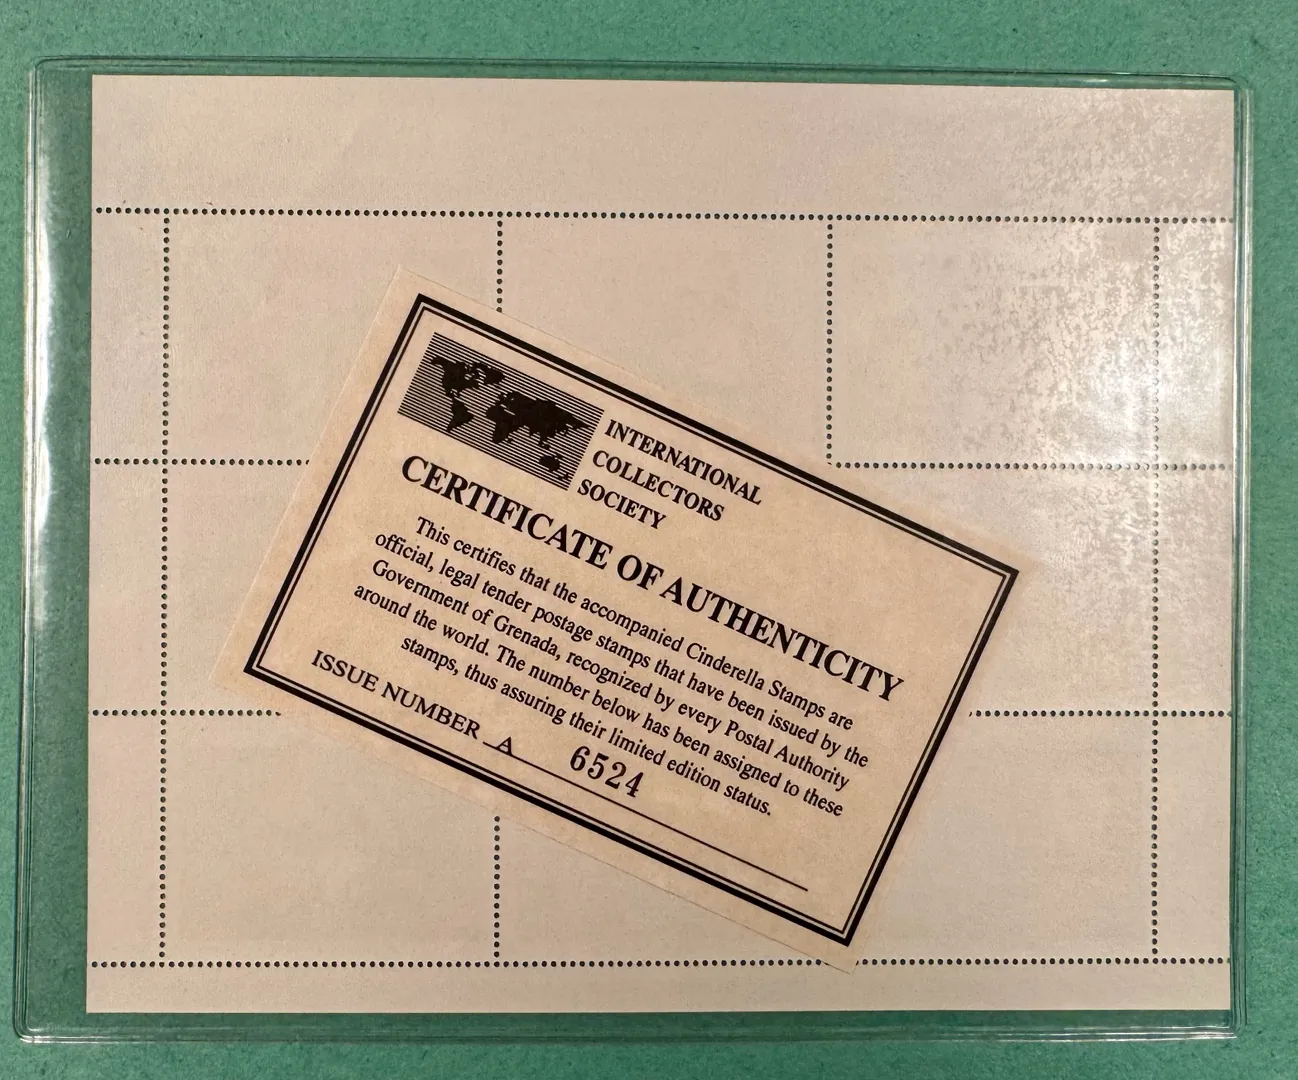 INTERNATIONAL
COLLECTORS
SOCIETY
CERTIFICATE OF AUTHENTICITY
This certifies that the accompanied Cinderella Stamps are
official, legal tender postage stamps that have been issued by the
Government of Grenada, recognized by every Postal Authority
around the world. The number below has been assigned to these
stamps, thus assuring their limited edition status.
ISSUE NUMBER A 6524